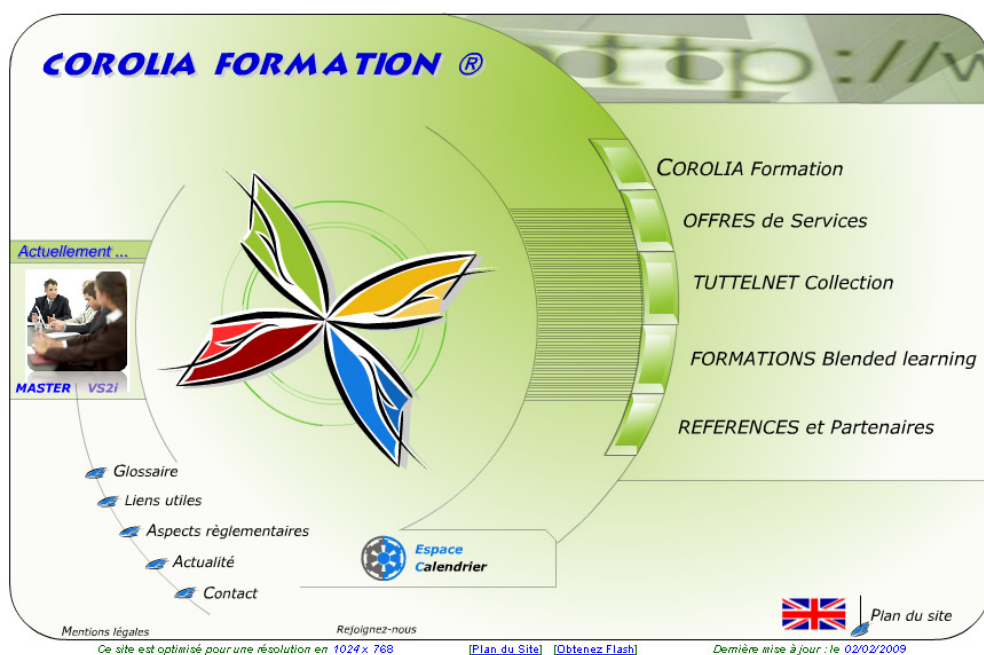 COROLIA FORMATION ®
ttp://w
COROLIA Formation
OFFRES de Services
TUTTELNET Collection
FORMATIONS Blended learning
REFERENCES et Partenaires
Actuellement ...
MASTER VS2i
Glossaire
Liens utiles
Aspects règlementaires
Actualité
Contact
Espace
Calendrier
Plan du site
Mentions légales
Rejoignez-nous
Ce site est optimisé pour une résolution en 1024 x 768 [Plan du Site] [Obtenez Flash] Dernière mise à jour : le 02/02/2009